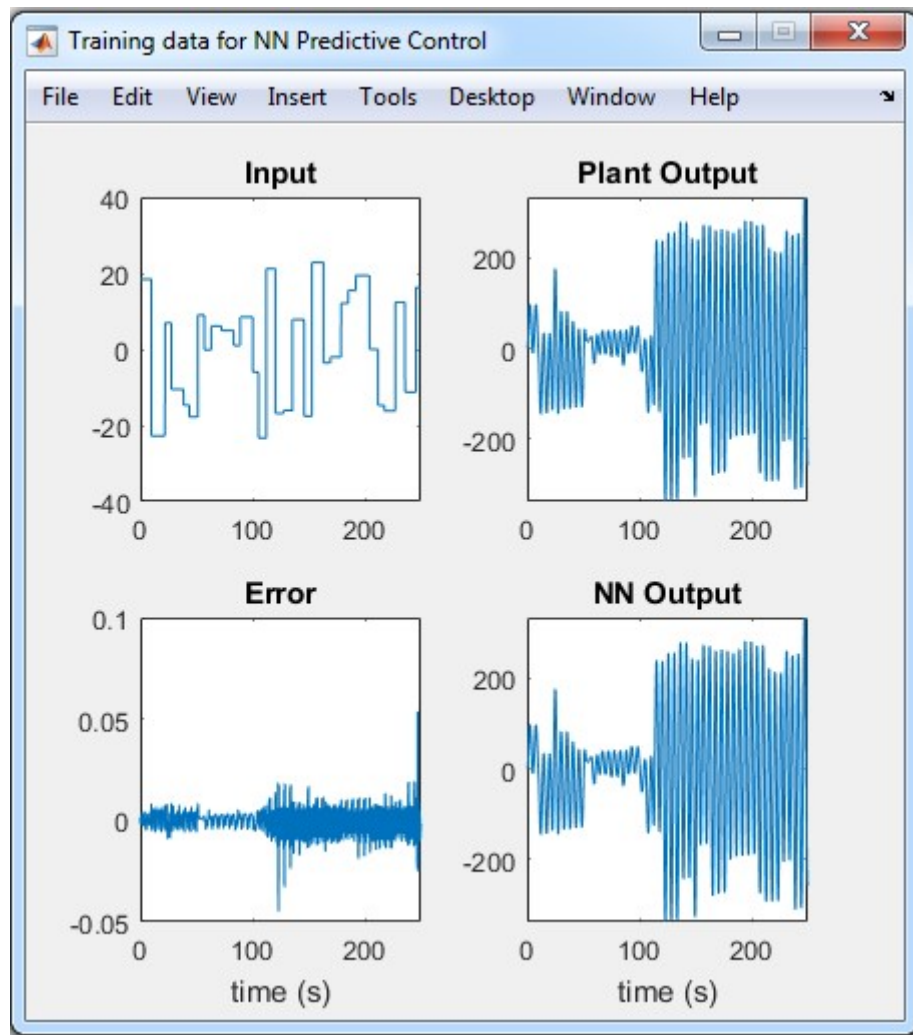 Training data for NN Predictive Control
File Edit View Insert Tools Desktop Window Help
Input
40
20
0
-20
-40
0 100 200
Plant Output
200
0
-200
0 100 200
Error
0.1
0.05
0
-0.05
0 100 200
time (s)
NN Output
200
0
-200
0 100 200
time (s)